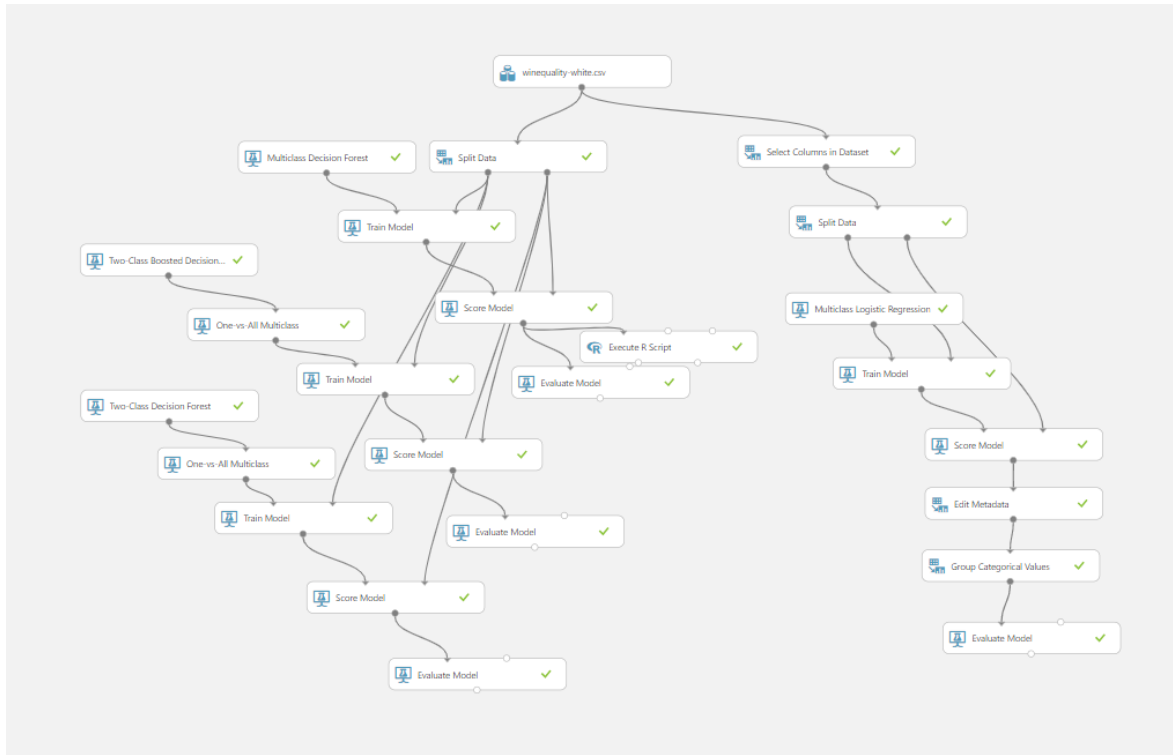 winequality-white.csv
Multiclass Decision Forest
Split Data
Select Columns in Dataset
Train Model
Split Data
Two-Class Boosted Decision...
Score Model
Multiclass Logistic Regression
One-vs-All Multiclass
Execute R Script
Train Model
Evaluate Model
Train Model
Two-Class Decision Forest
Score Model
Score Model
One-vs-All Multiclass
Edit Metadata
Train Model
Evaluate Model
Group Categorical Values
Score Model
Evaluate Model
Evaluate Model